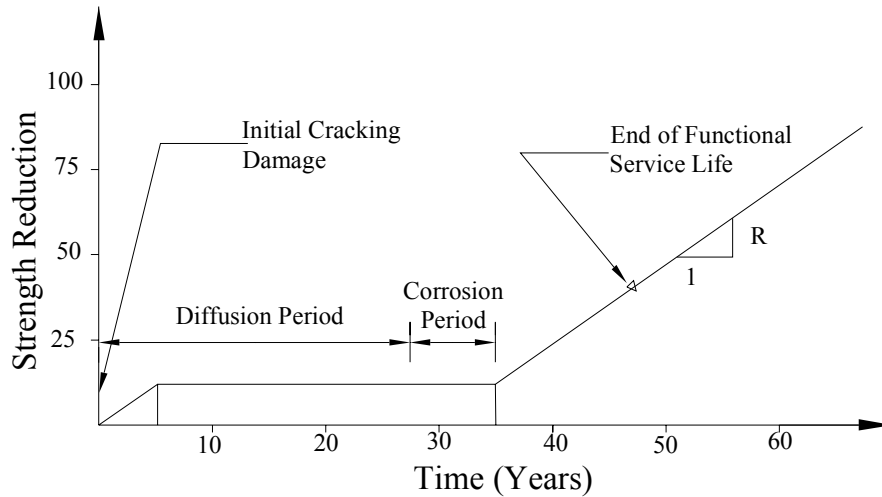 100
Initial Cracking
Damage
End of Functional
Service Life
75
Strength Reduction
50
R
1
Corrosion
Period
Diffusion Period
25
10 20 30 40 50 60
Time (Years)